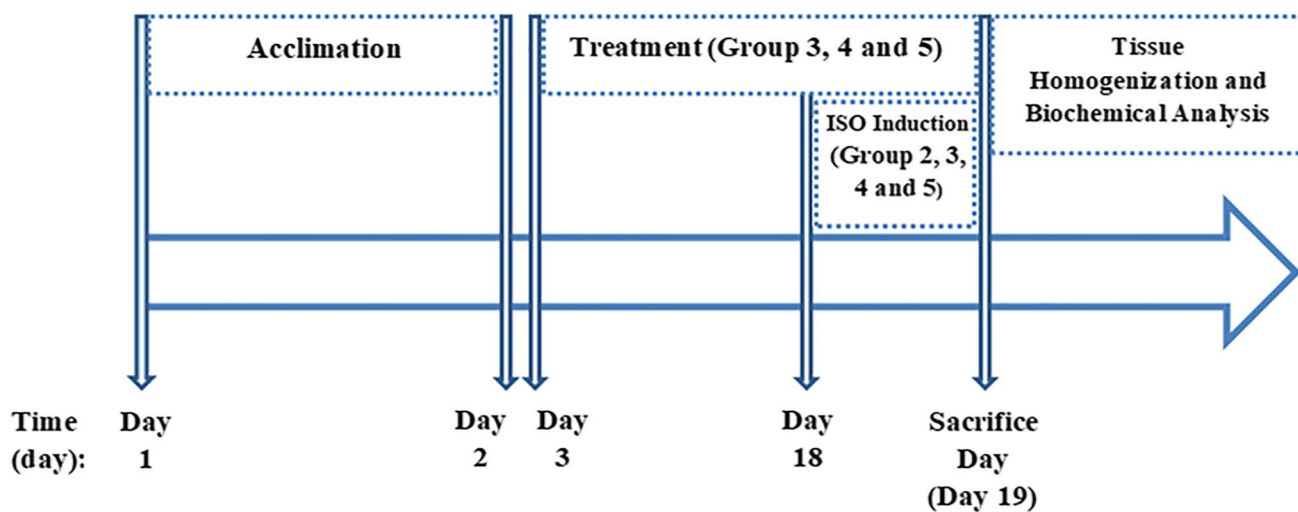 Acclimation
Treatment (Group 3, 4 and 5)
Tissue
Homogenization and
Biochemical Analysis
ISO Induction
(Group 2, 3,
4 and 5)
Time
(day):
Day
1
Day
2
Day
3
Day
18
Sacrifice
Day
(Day 19)